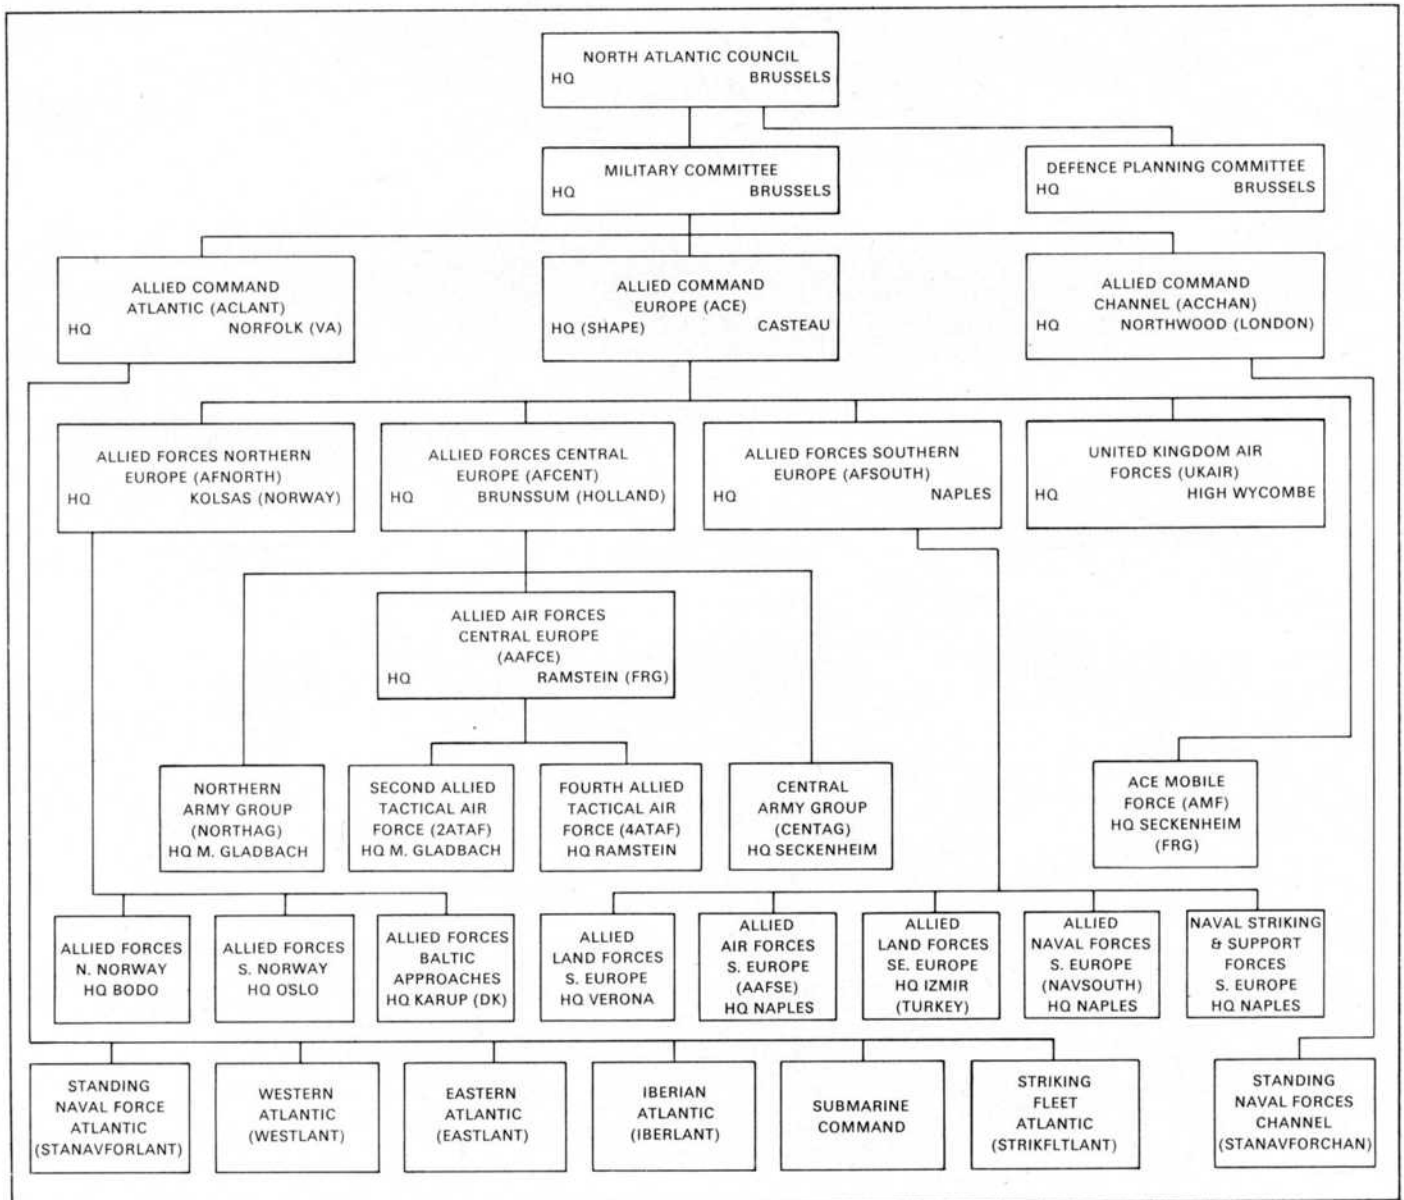 NORTH ATLANTIC COUNCIL
HQ BRUSSELS
MILITARY COMMITTEE
HQ BRUSSELS
DEFENCE PLANNING COMMITTEE
HQ BRUSSELS
ALLIED COMMAND
ATLANTIC (ACLANT)
HQ NORFOLK (VA)
ALLIED COMMAND
EUROPE (ACE)
HQ (SHAPE) CASTEAU
ALLIED COMMAND
CHANNEL (ACCHAN)
HQ NORTHWOOD (LONDON)
ALLIED FORCES NORTHERN
EUROPE (AFNORTH)
HQ KOLSAS (NORWAY)
ALLIED FORCES CENTRAL
EUROPE (AFCENT)
HQ BRUNSSUM (HOLLAND)
ALLIED FORCES SOUTHERN
EUROPE (AFSOUTH)
HQ NAPLES
UNITED KINGDOM AIR
FORCES (UKAIR)
HQ HIGH WYCOMBE
ALLIED AIR FORCES
CENTRAL EUROPE
(AAFCE)
HQ RAMSTEIN (FRG)
NORTHERN
ARMY GROUP
(NORTHAG)
HQ M. GLADBACH
SECOND ALLIED
TACTICAL AIR
FORCE (2ATAF)
HQ M. GLADBACH
FOURTH ALLIED
TACTICAL AIR
FORCE (4ATAF)
HQ RAMSTEIN
CENTRAL
ARMY GROUP
(CENTAG)
HQ SECKENHEIM
ACE MOBILE
FORCE (AMF)
HQ SECKENHEIM
(FRG)
ALLIED FORCES
N. NORWAY
HQ BODO
ALLIED FORCES
S. NORWAY
HQ OSLO
ALLIED FORCES
BALTIC
APPROACHES
HQ KARUP (DK)
ALLIED
LAND FORCES
S. EUROPE
HQ VERONA
ALLIED
AIR FORCES
S. EUROPE
(AAFSE)
HQ NAPLES
ALLIED
LAND FORCES
SE. EUROPE
HQ IZMIR
(TURKEY)
ALLIED
NAVAL FORCES
S. EUROPE
(NAVSOUTH)
HQ NAPLES
NAVAL STRIKING
& SUPPORT
FORCES
S. EUROPE
HQ NAPLES
STANDING
NAVAL FORCE
ATLANTIC
(STANAVFORLANT)
WESTERN
ATLANTIC
(WESTLANT)
EASTERN
ATLANTIC
(EASTLANT)
IBERIAN
ATLANTIC
(IBERLANT)
SUBMARINE
COMMAND
STRIKING
FLEET
ATLANTIC
(STRIKFLTLANT)
STANDING
NAVAL FORCES
CHANNEL
(STANAVFORCHAN)